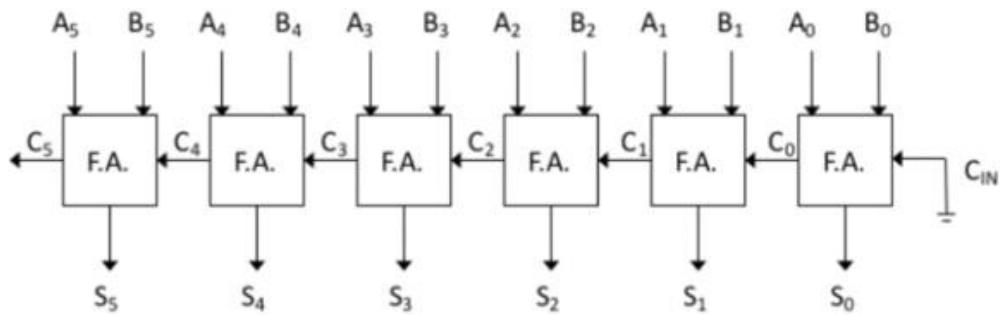 A₅ B₅ A₄ B₄ A₃ B₃ A₂ B₂ A₁ B₁ A₀ B₀
C₅ F.A. C₄ F.A. C₃ F.A. C₂ F.A. C₁ F.A. C₀ F.A. C_IN
S₅ S₄ S₃ S₂ S₁ S₀